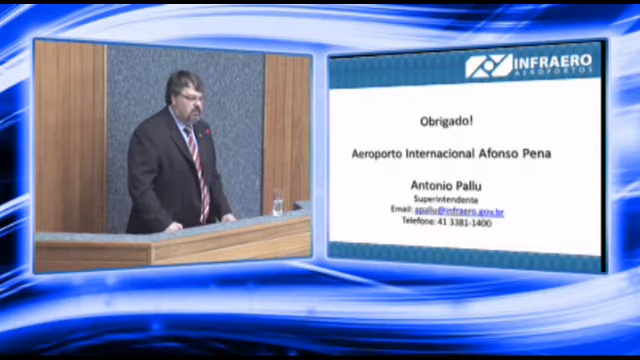 INFRAERO
AEROPORTOS
Obrigado!
Aeroporto Internacional Afonso Pena
Antonio Pallu
Superintendente
Email: apallu@infraero.gov.br
Telefone: 41 3381-1400